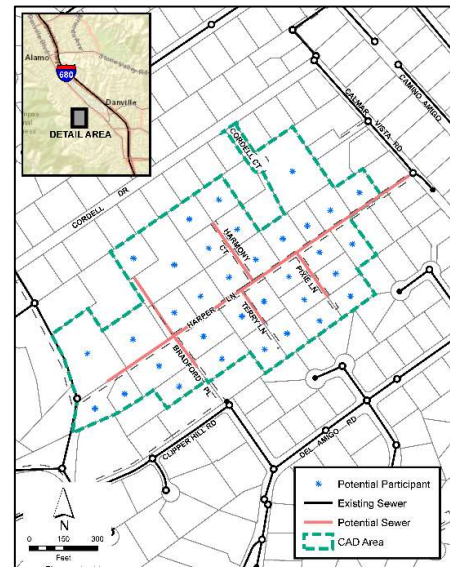 Alamo
680
Danville
DETAIL AREA
CAMINO AMIGO
CALMAR
VISTA RD
CORDELL CT
CORDELL DR
HARMONY
CT
PIXIE LN
HARPER LN
TERRY LN
BRADFORD PL
CLIPPER HILL RD
DEL AMIGO RD
N
0 150 300
Feet
Potential Participant
Existing Sewer
Potential Sewer
CAD Area